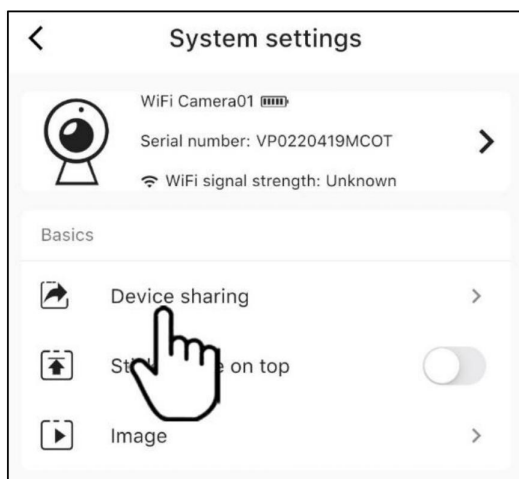 System settings
WiFi Camera01
Serial number: VP0220419MCOT
WiFi signal strength: Unknown
Basics
Device sharing
on top
Image